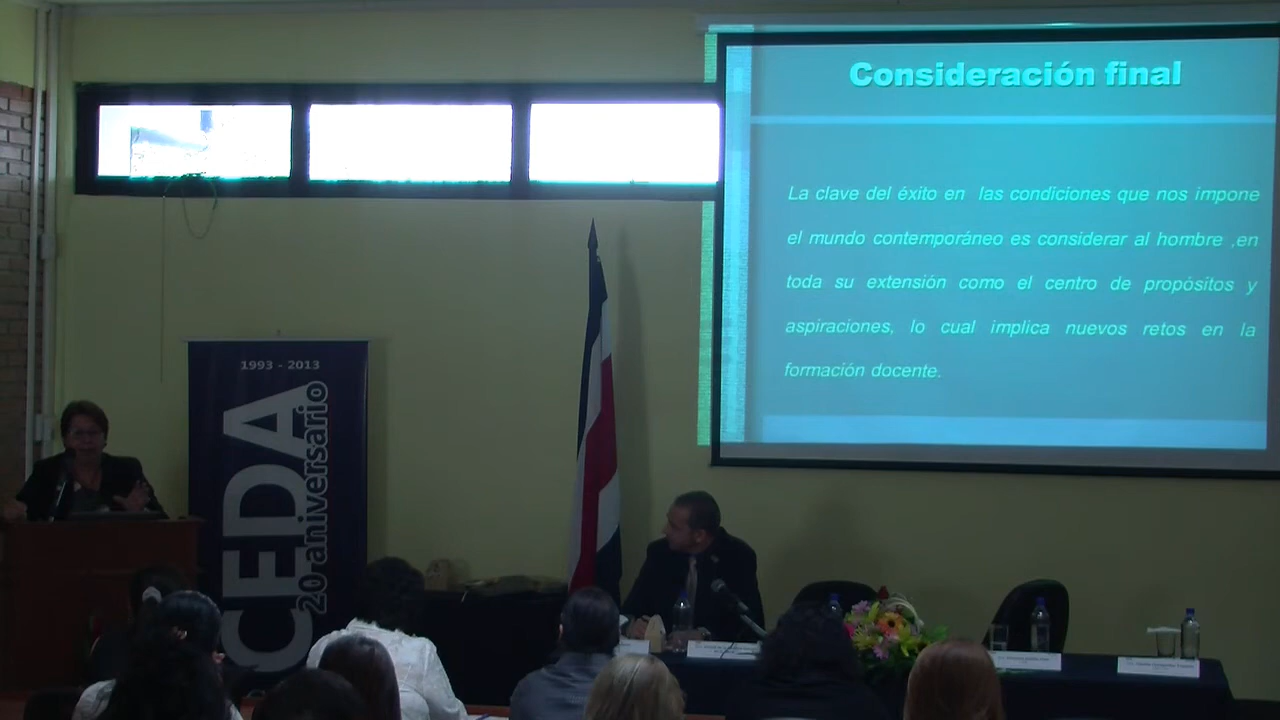 Consideración final
La clave del éxito en las condiciones que nos impone
el mundo contemporáneo es considerar al hombre ,en
toda su extensión como el centro de propósitos y
aspiraciones, lo cual implica nuevos retos en la
formación docente.
1993 - 2013
CEDA
20 aniversario